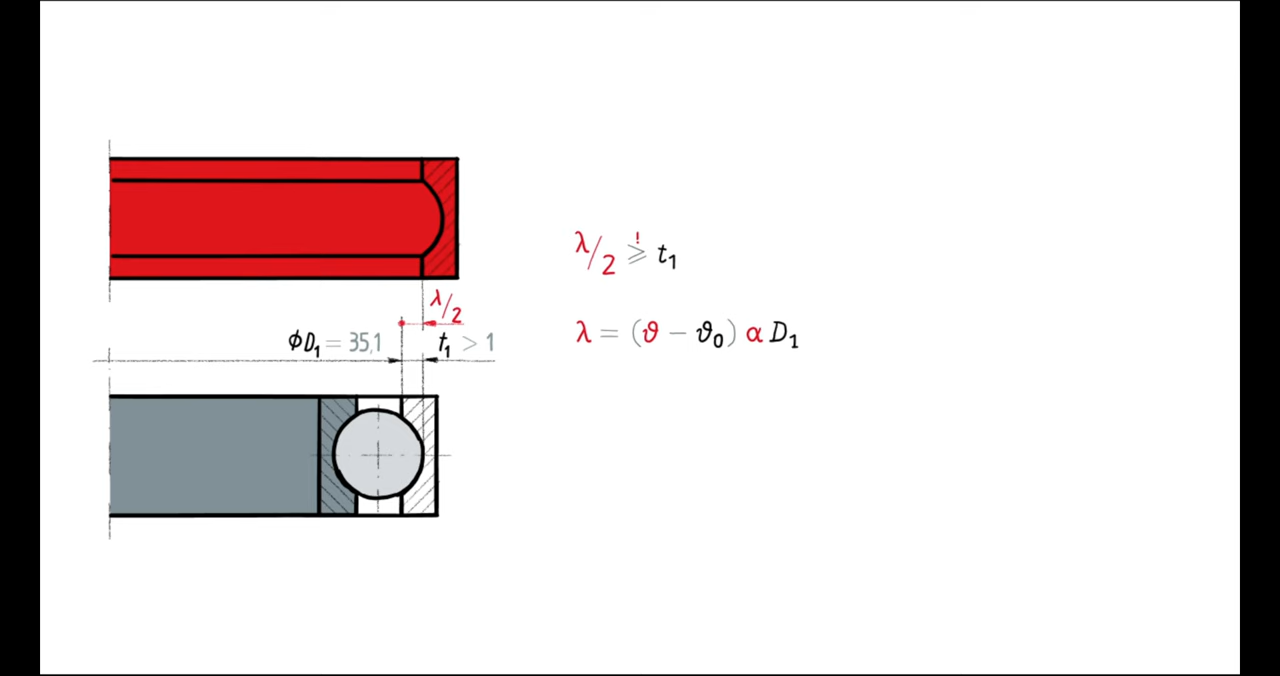 λ/2 ⩾! t₁
λ = (ϑ − ϑ₀) α D₁
λ/2
ϕD₁ = 35,1
t₁ > 1